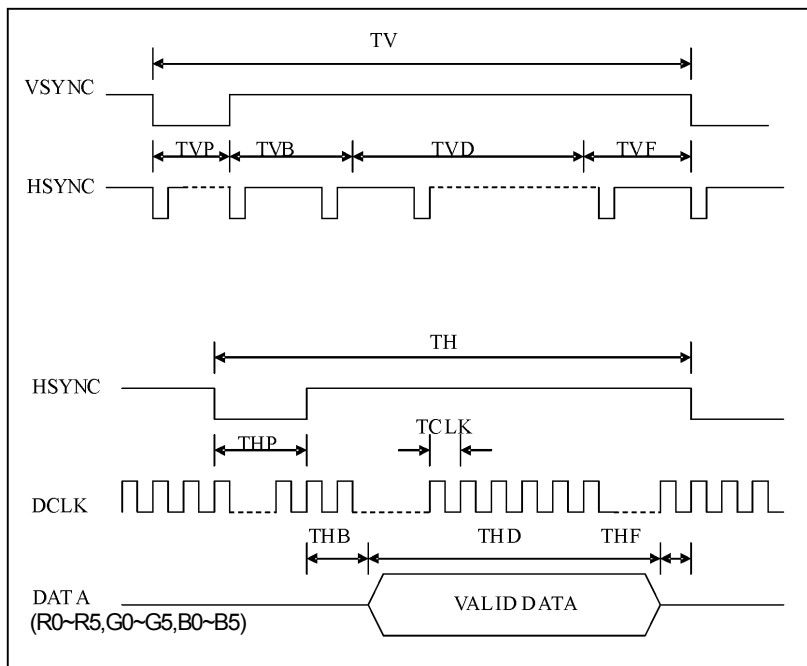 TV
VSYNC
TVP TVB TVD TVF
HSYNC
TH
HSYNC
TCLK
THP
DCLK
THB THD THF
DATA VALID DATA
(R0~R5,G0~G5,B0~B5)